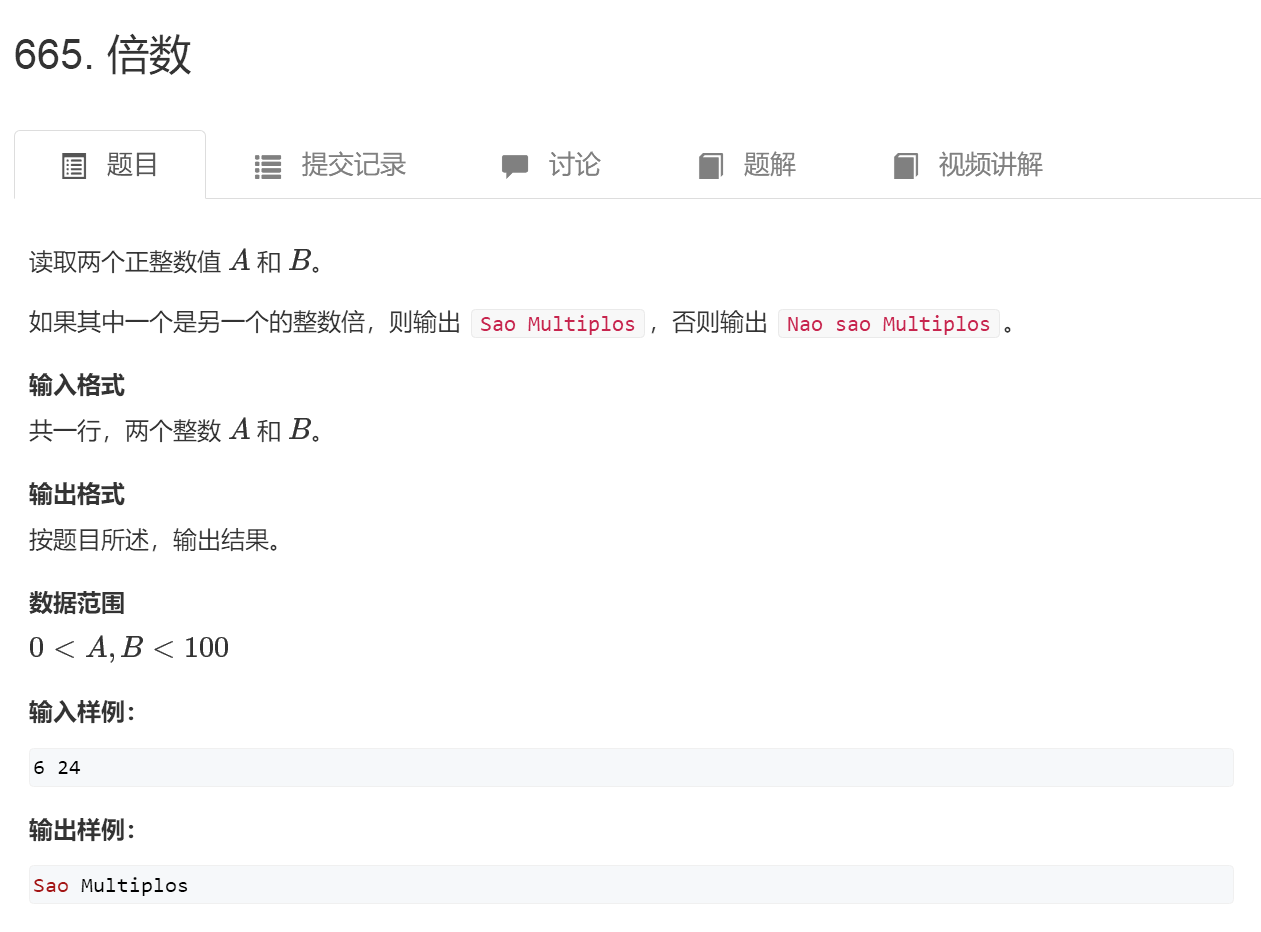 665. 倍数
题目 提交记录 讨论 题解 视频讲解
读取两个正整数值 A 和 B。
如果其中一个是另一个的整数倍，则输出 Sao Multiplos ，否则输出 Nao sao Multiplos 。
输入格式
共一行，两个整数 A 和 B。
输出格式
按题目所述，输出结果。
数据范围
0 < A, B < 100
输入样例：
6 24
输出样例：
Sao Multiplos